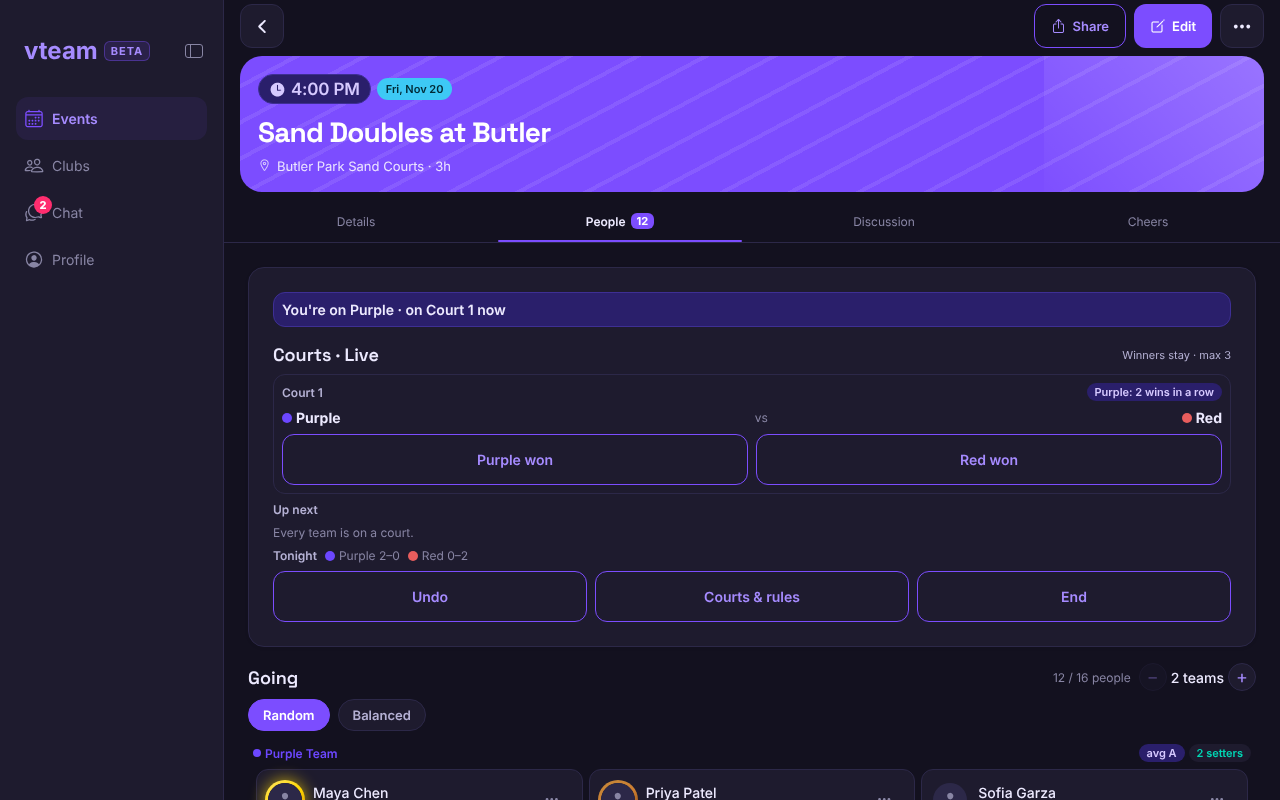 vteam BETA
Events
Clubs
2
Chat
Profile
Share
Edit
4:00 PM
Fri, Nov 20
Sand Doubles at Butler
Butler Park Sand Courts · 3h
Details
People 12
Discussion
Cheers
You're on Purple · on Court 1 now
Courts · Live
Winners stay · max 3
Court 1
Purple: 2 wins in a row
Purple
vs
Red
Purple won
Red won
Up next
Every team is on a court.
Tonight Purple 2–0 Red 0–2
Undo
Courts & rules
End
Going
12 / 16 people
2 teams
Random
Balanced
Purple Team
avg A
2 setters
Maya Chen
Priya Patel
Sofia Garza